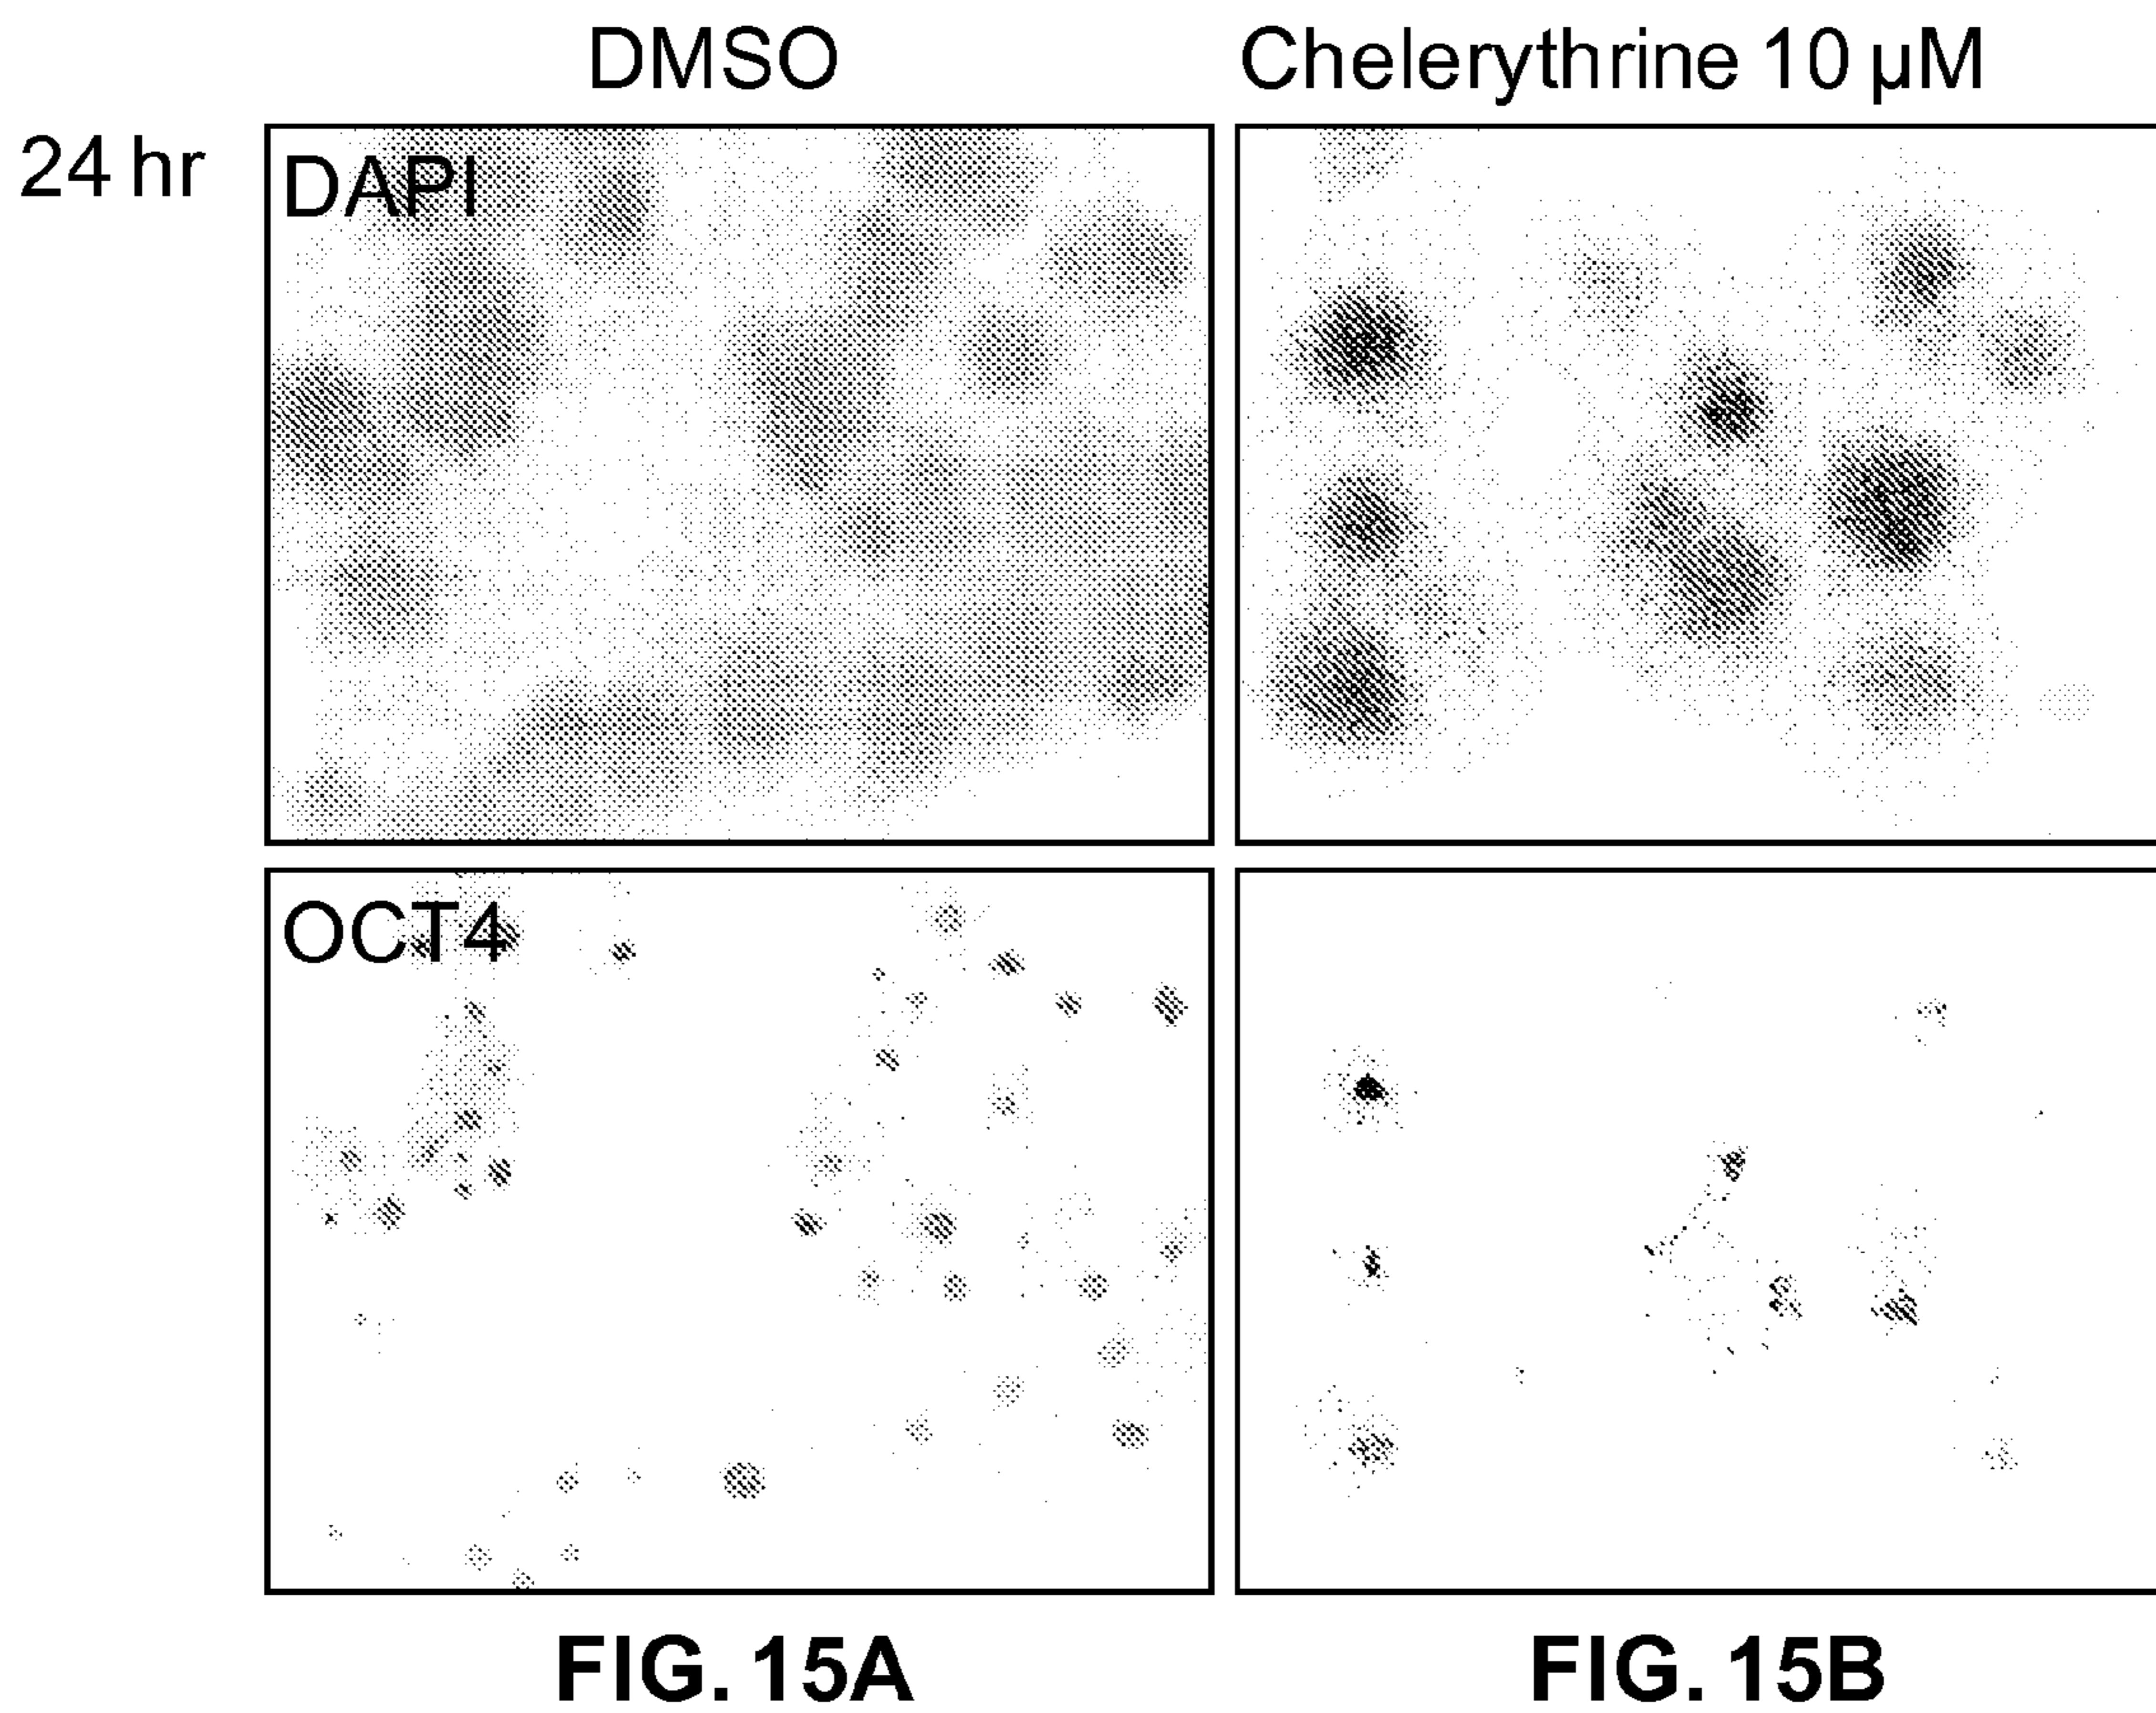 DMSO
Chelerythrine 10 µM
24 hr
DAPI
OCT4
FIG. 15A
FIG. 15B